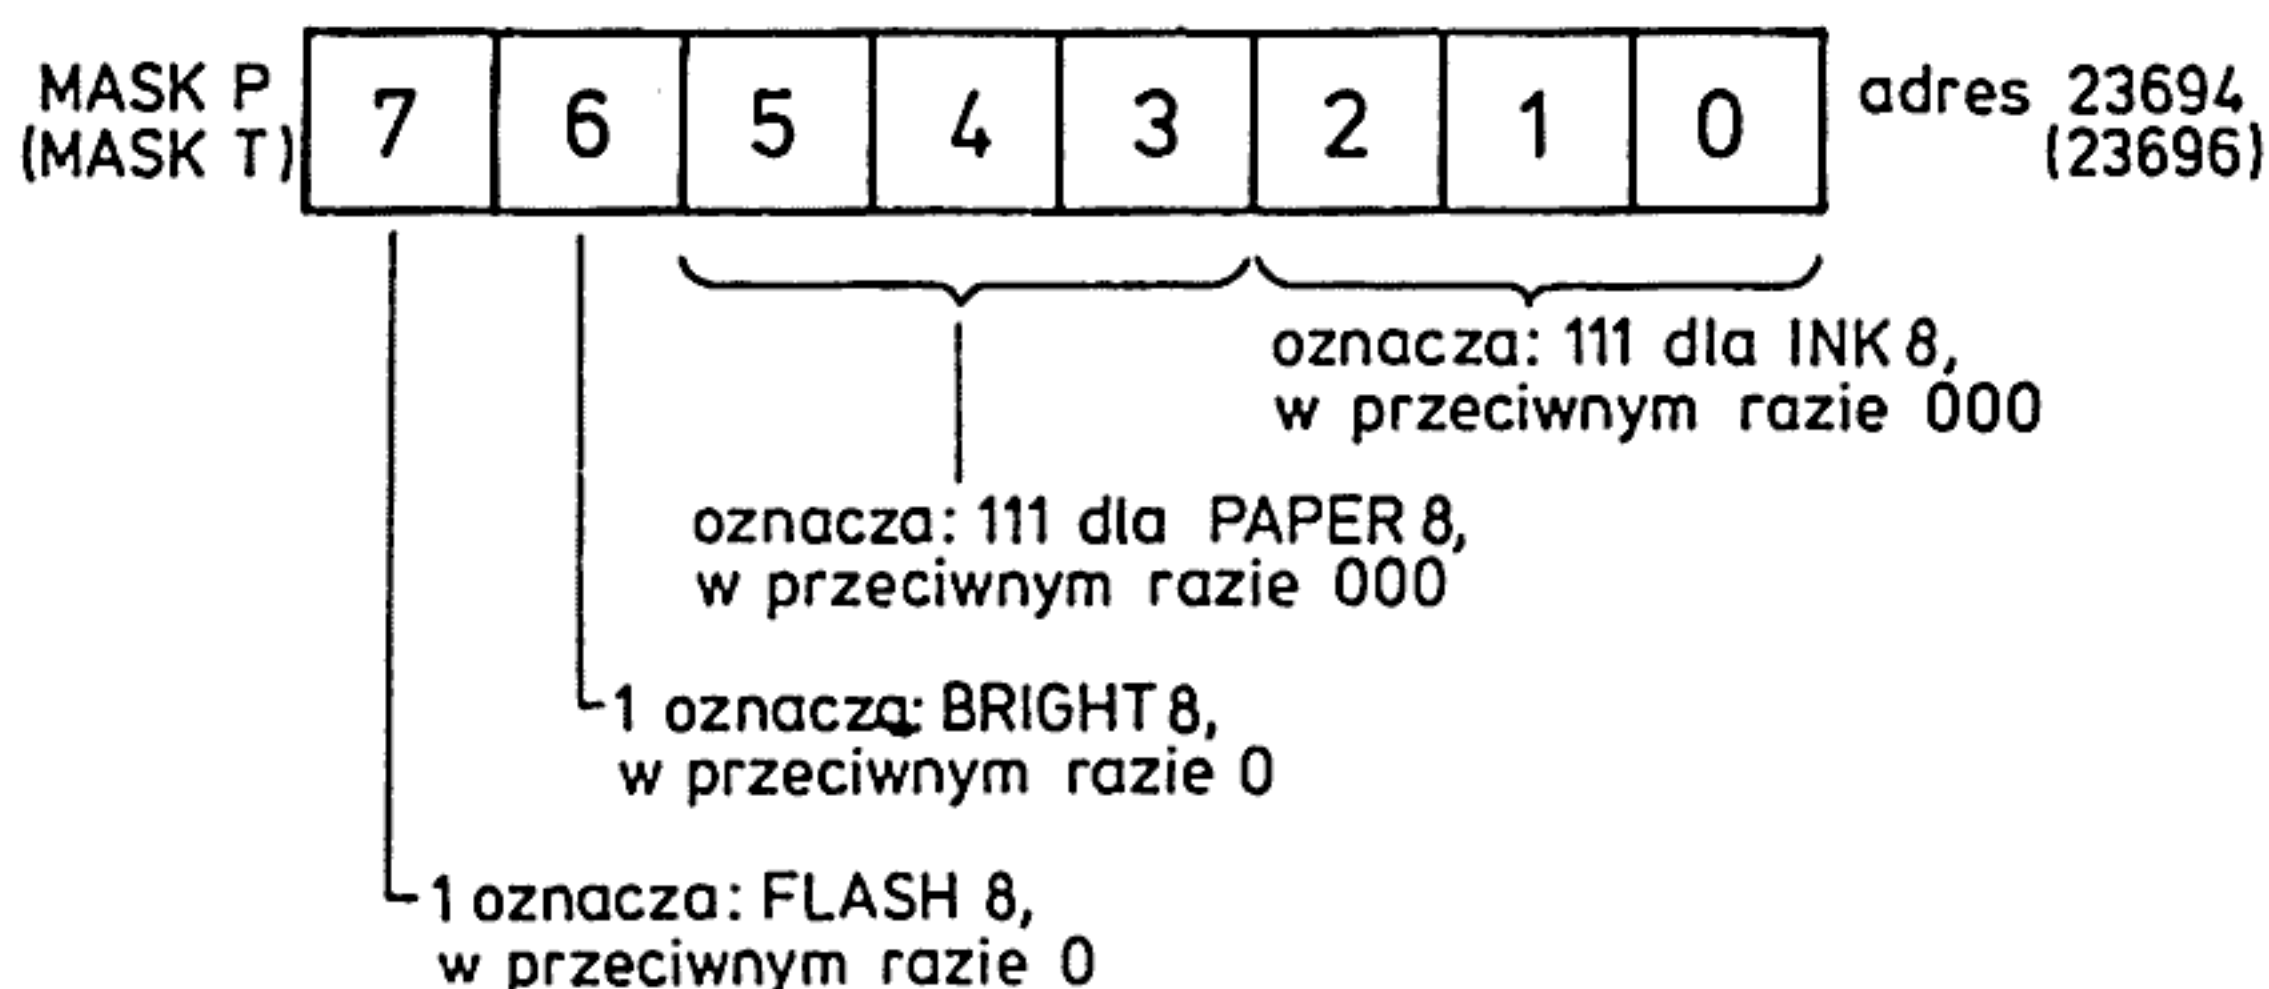 MASK P 7 6 5 4 3 2 1 0 adres 23694
(MASK T) (23696)
oznacza: 111 dla INK 8,
w przeciwnym razie 000
oznacza: 111 dla PAPER 8,
w przeciwnym razie 000
1 oznacza: BRIGHT 8,
w przeciwnym razie 0
1 oznacza: FLASH 8,
w przeciwnym razie 0